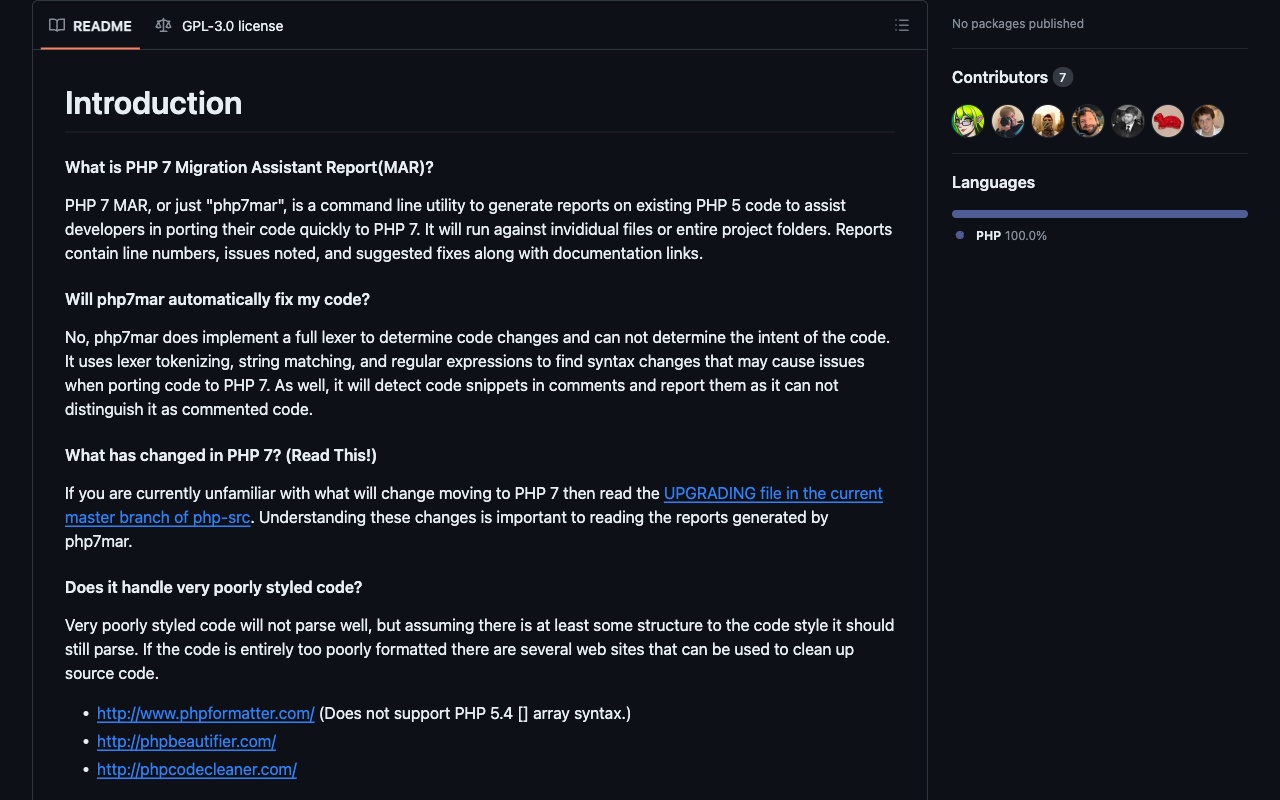 README
GPL-3.0 license
Introduction
What is PHP 7 Migration Assistant Report(MAR)?
PHP 7 MAR, or just "php7mar", is a command line utility to generate reports on existing PHP 5 code to assist
developers in porting their code quickly to PHP 7. It will run against invididual files or entire project folders. Reports
contain line numbers, issues noted, and suggested fixes along with documentation links.
Will php7mar automatically fix my code?
No, php7mar does implement a full lexer to determine code changes and can not determine the intent of the code.
It uses lexer tokenizing, string matching, and regular expressions to find syntax changes that may cause issues
when porting code to PHP 7. As well, it will detect code snippets in comments and report them as it can not
distinguish it as commented code.
What has changed in PHP 7? (Read This!)
If you are currently unfamiliar with what will change moving to PHP 7 then read the UPGRADING file in the current
master branch of php-src. Understanding these changes is important to reading the reports generated by
php7mar.
Does it handle very poorly styled code?
Very poorly styled code will not parse well, but assuming there is at least some structure to the code style it should
still parse. If the code is entirely too poorly formatted there are several web sites that can be used to clean up
source code.
• http://www.phpformatter.com/ (Does not support PHP 5.4 [] array syntax.)
• http://phpbeautifier.com/
• http://phpcodecleaner.com/
No packages published
Contributors 7
Languages
PHP 100.0%